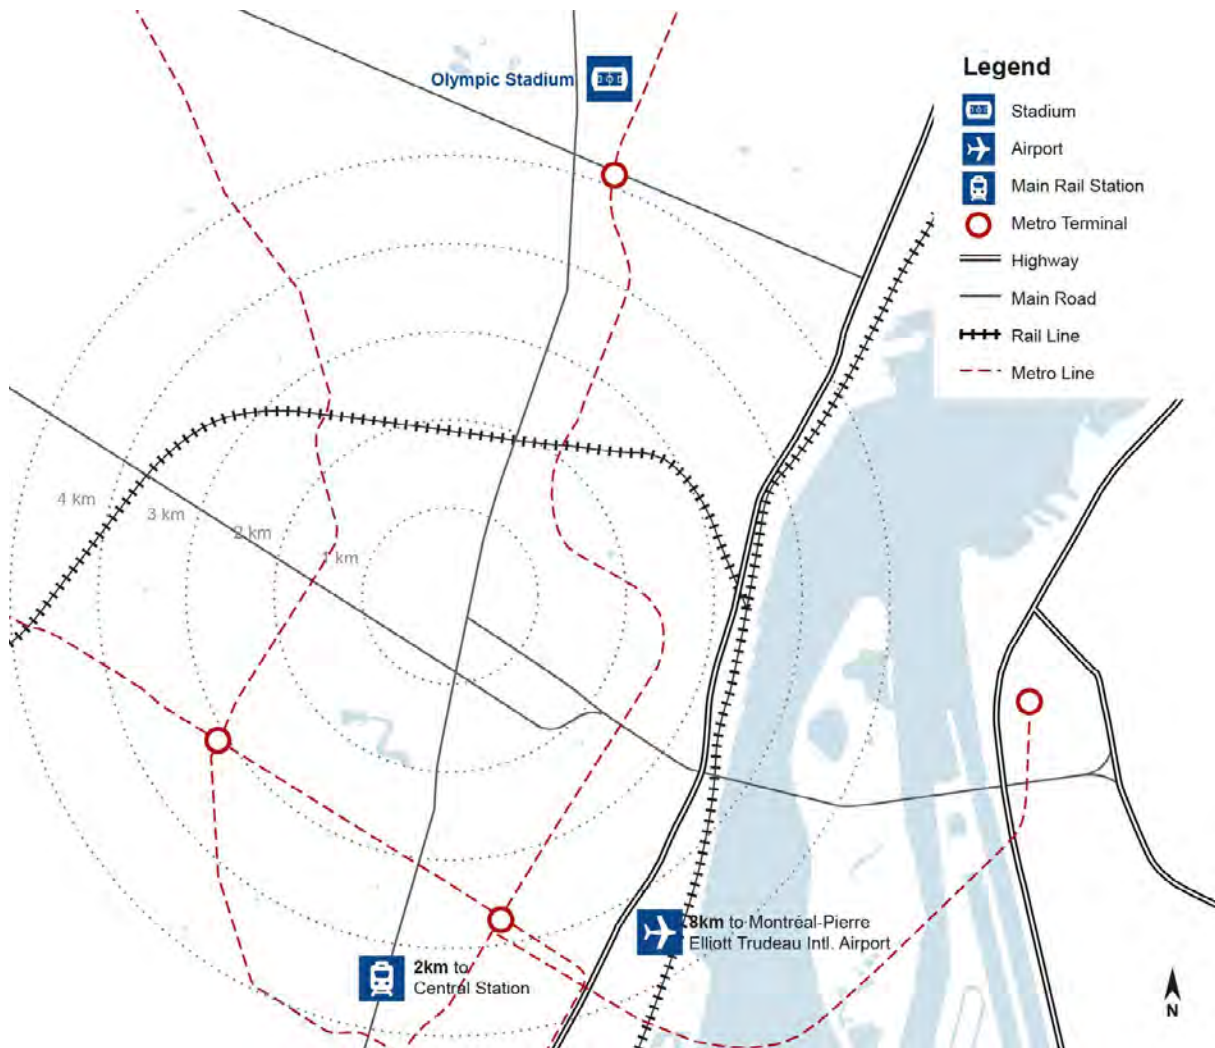 Olympic Stadium
Legend
Stadium
Airport
Main Rail Station
Metro Terminal
Highway
Main Road
Rail Line
Metro Line
4 km
3 km
2 km
1 km
8km to Montréal-Pierre
Elliott Trudeau Intl. Airport
2km to
Central Station
N